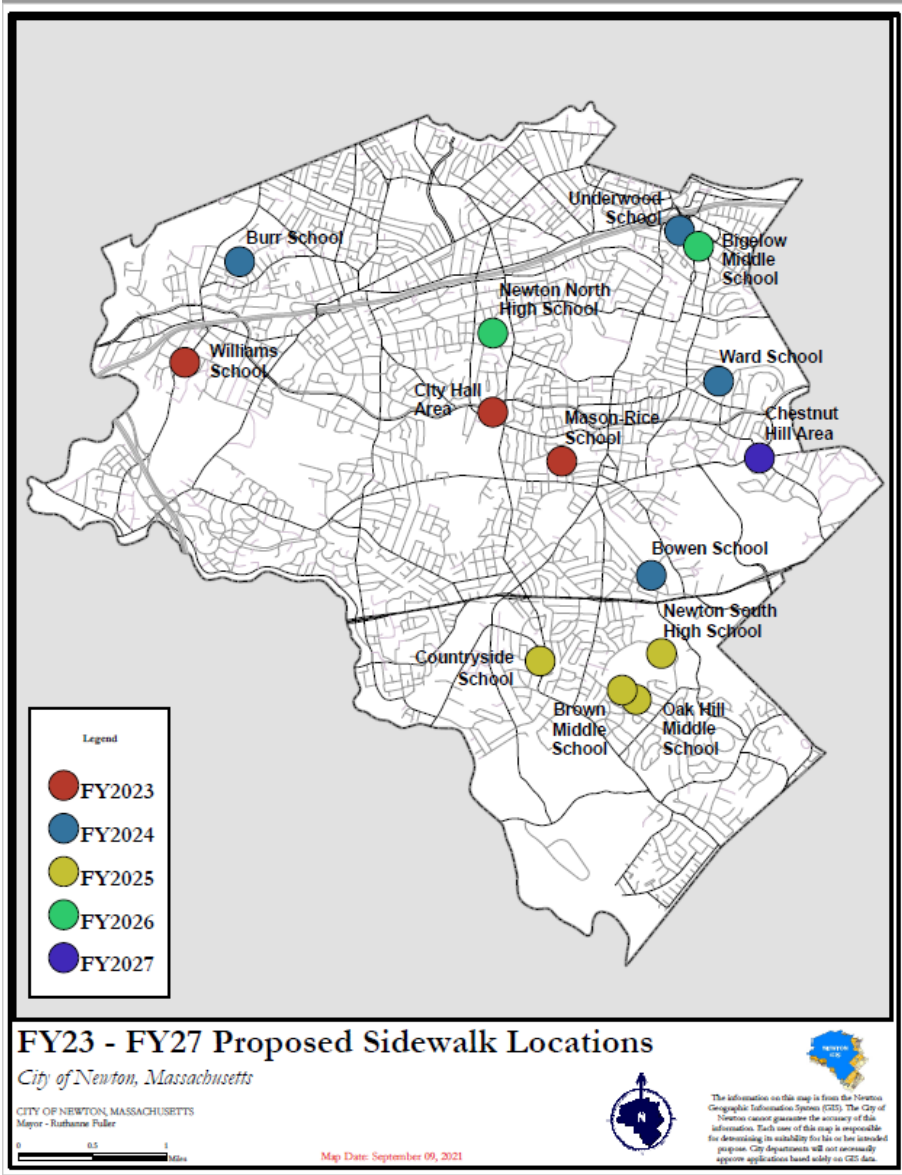 Underwood
School
Burr School
Bigelow
Middle
School
Newton North
High School
Williams
School
Ward School
City Hall
Area
Mason-Rice
School
Chestnut
Hill Area
Bowen School
Newton South
High School
Countryside
School
Brown
Middle
School
Oak Hill
Middle
School
Legend
FY2023
FY2024
FY2025
FY2026
FY2027
FY23 - FY27 Proposed Sidewalk Locations
City of Newton, Massachusetts
CITY OF NEWTON, MASSACHUSETTS
Mayor - Ruthanne Fuller
0 0.5 1
Miles
Map Date: September 09, 2021
NEWTON
GIS
The information on this map is from the Newton
Geographic Information System (GIS). The City of
Newton cannot guarantee the accuracy of this
information. Each user of this map is responsible
for determining its suitability for his or her intended
purpose. City departments will not necessarily
approve applications based solely on GIS data.